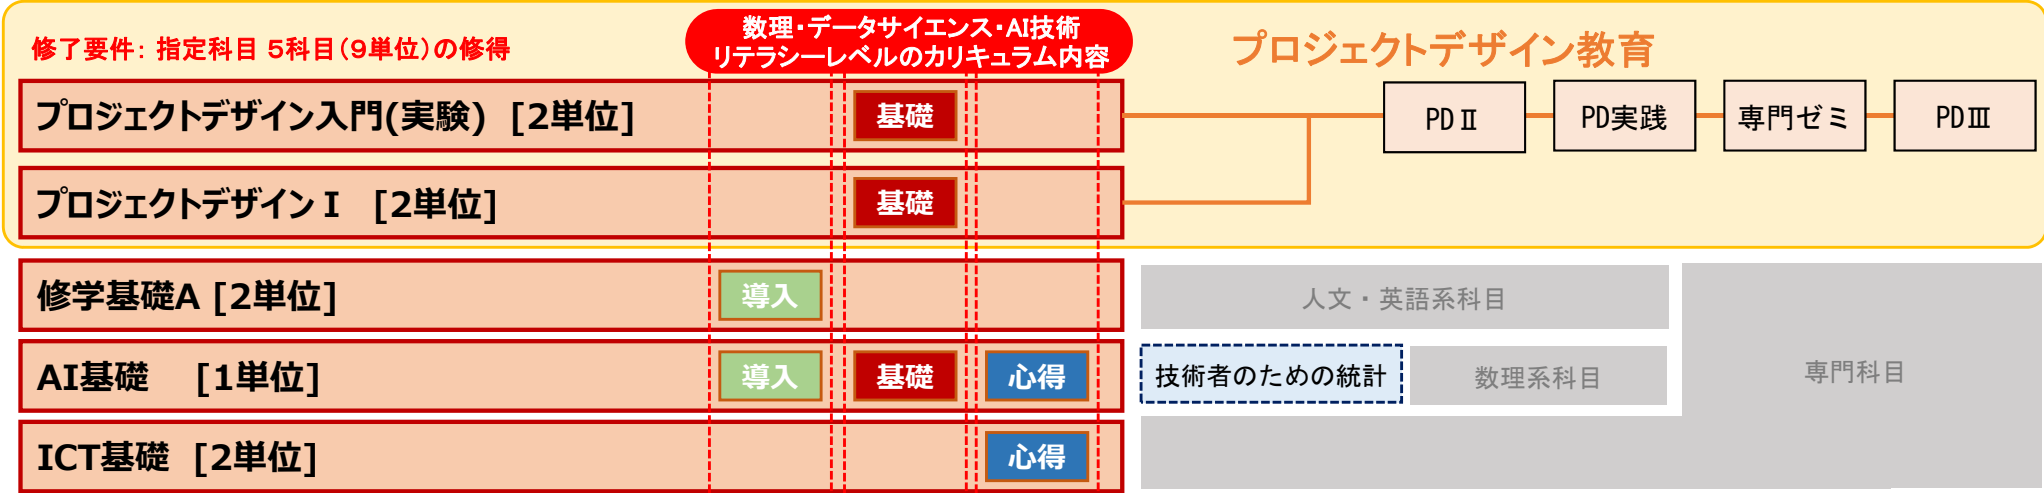 修了要件： 指定科目 5科目（9単位）の修得
数理・データサイエンス・AI技術
リテラシーレベルのカリキュラム内容
プロジェクトデザイン教育
プロジェクトデザイン入門(実験) [2単位]
基礎
PDⅡ
PD実践
専門ゼミ
PDⅢ
プロジェクトデザインⅠ [2単位]
基礎
修学基礎A [2単位]
導入
人文・英語系科目
AI基礎 [1単位]
導入
基礎
心得
技術者のための統計
数理系科目
専門科目
ICT基礎 [2単位]
心得